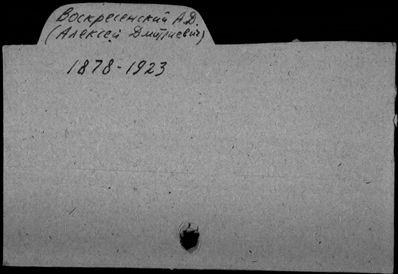 Воскресенский А.Д.
(Алексей Дмитриевич)
1878-1923